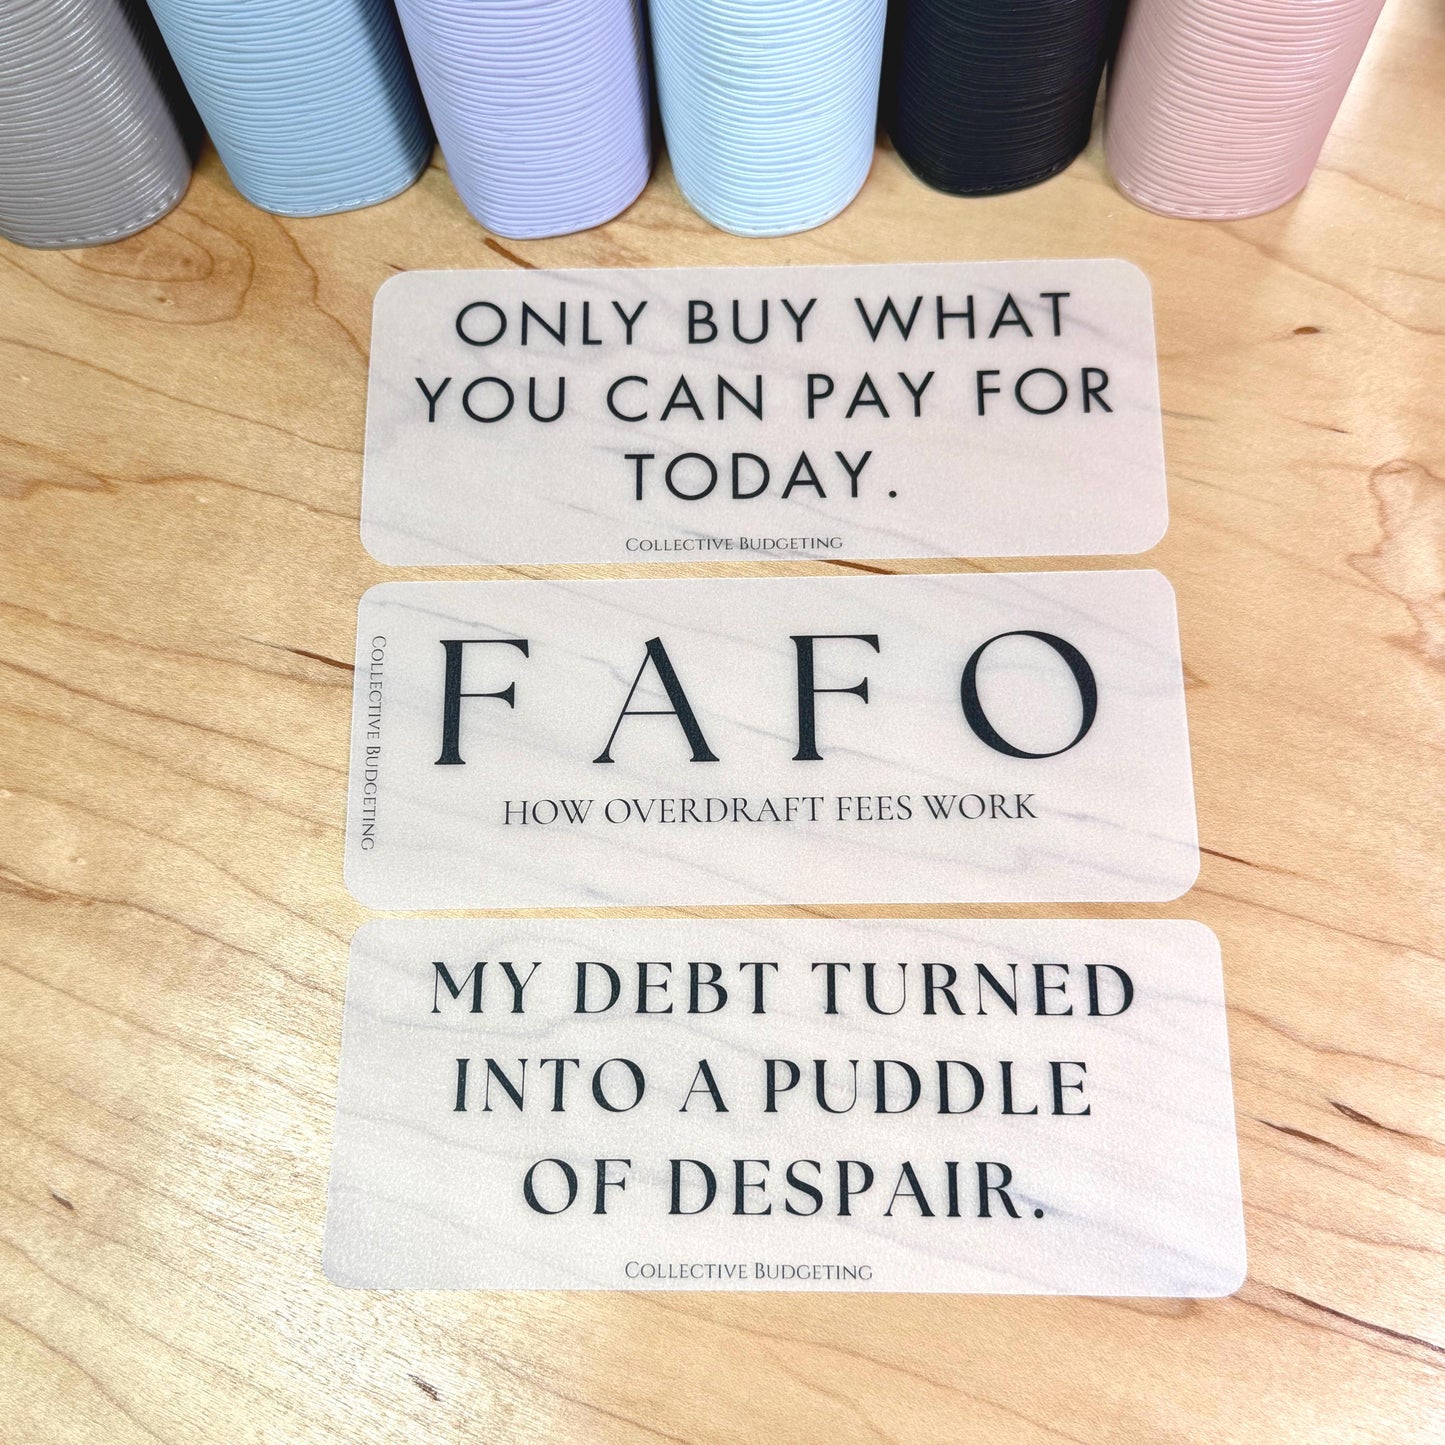 ONLY BUY WHAT
YOU CAN PAY FOR
TODAY.
Collective Budgeting
FAFO
HOW OVERDRAFT FEES WORK
Collective Budgeting
MY DEBT TURNED
INTO A PUDDLE
OF DESPAIR.
Collective Budgeting